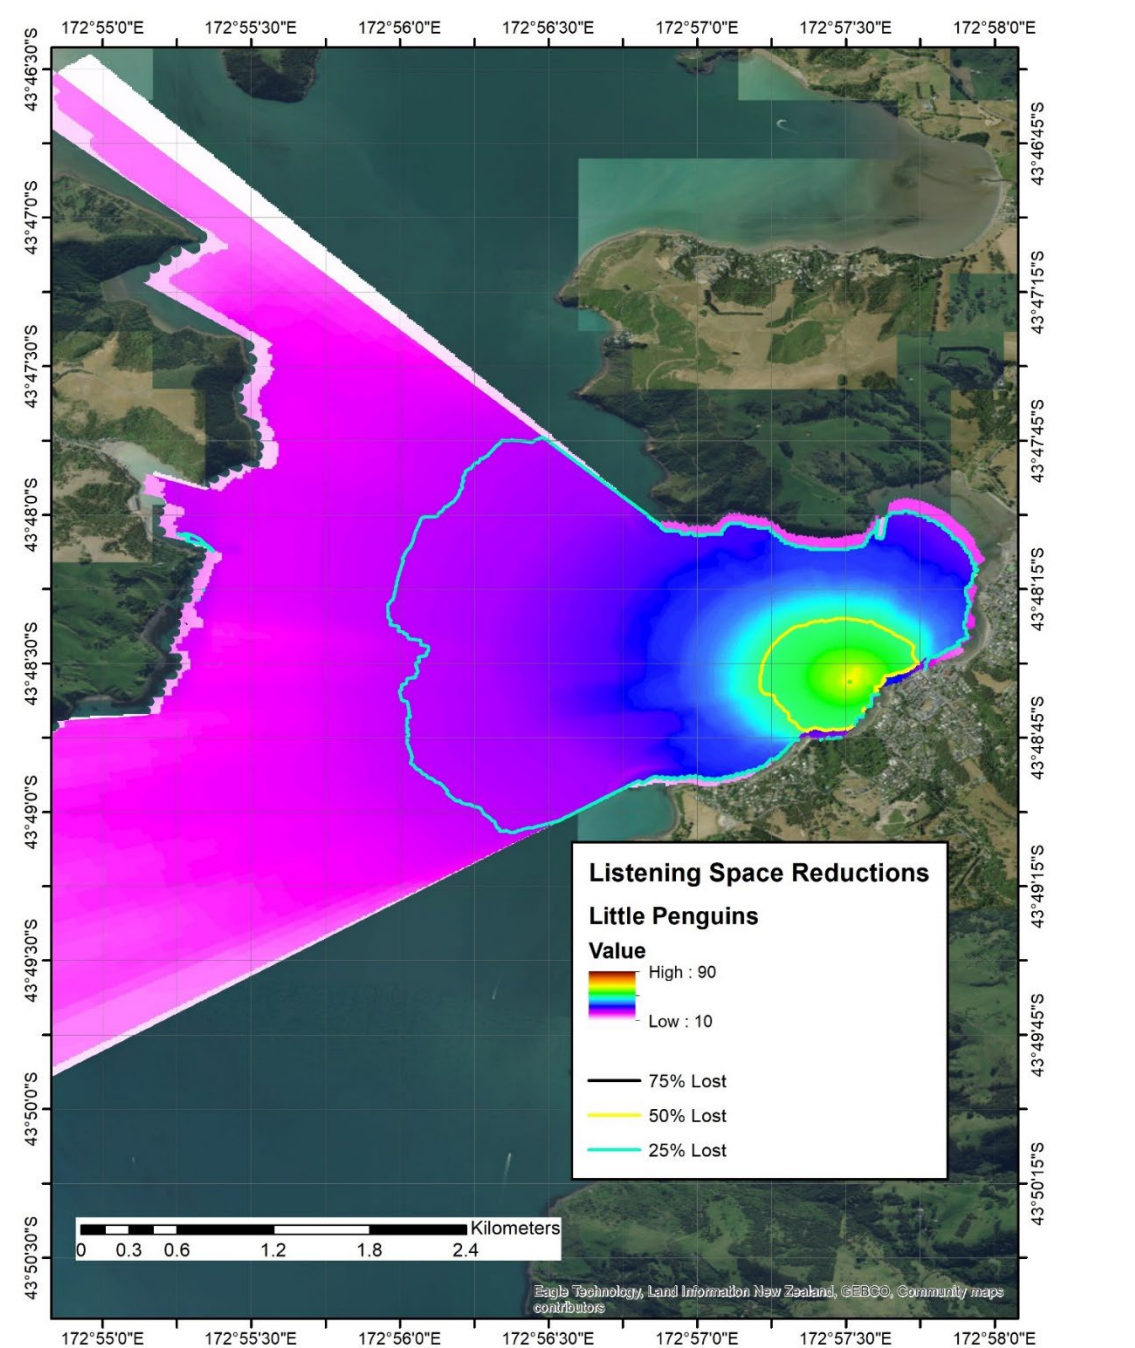 172°55'0"E 172°55'30"E 172°56'0"E 172°56'30"E 172°57'0"E 172°57'30"E 172°58'0"E
43°46'30"S
43°46'45"S
43°47'0"S
43°47'15"S
43°47'30"S
43°47'45"S
43°48'0"S
43°48'15"S
43°48'30"S
43°48'45"S
43°49'0"S
43°49'15"S
43°49'30"S
43°49'45"S
43°50'0"S
43°50'15"S
43°50'30"S
Listening Space Reductions
Little Penguins
Value
High : 90
Low : 10
75% Lost
50% Lost
25% Lost
Kilometers
0 0.3 0.6 1.2 1.8 2.4
Eagle Technology, Land Information New Zealand, GEBCO, Community maps
contributors
172°55'0"E 172°55'30"E 172°56'0"E 172°56'30"E 172°57'0"E 172°57'30"E 172°58'0"E